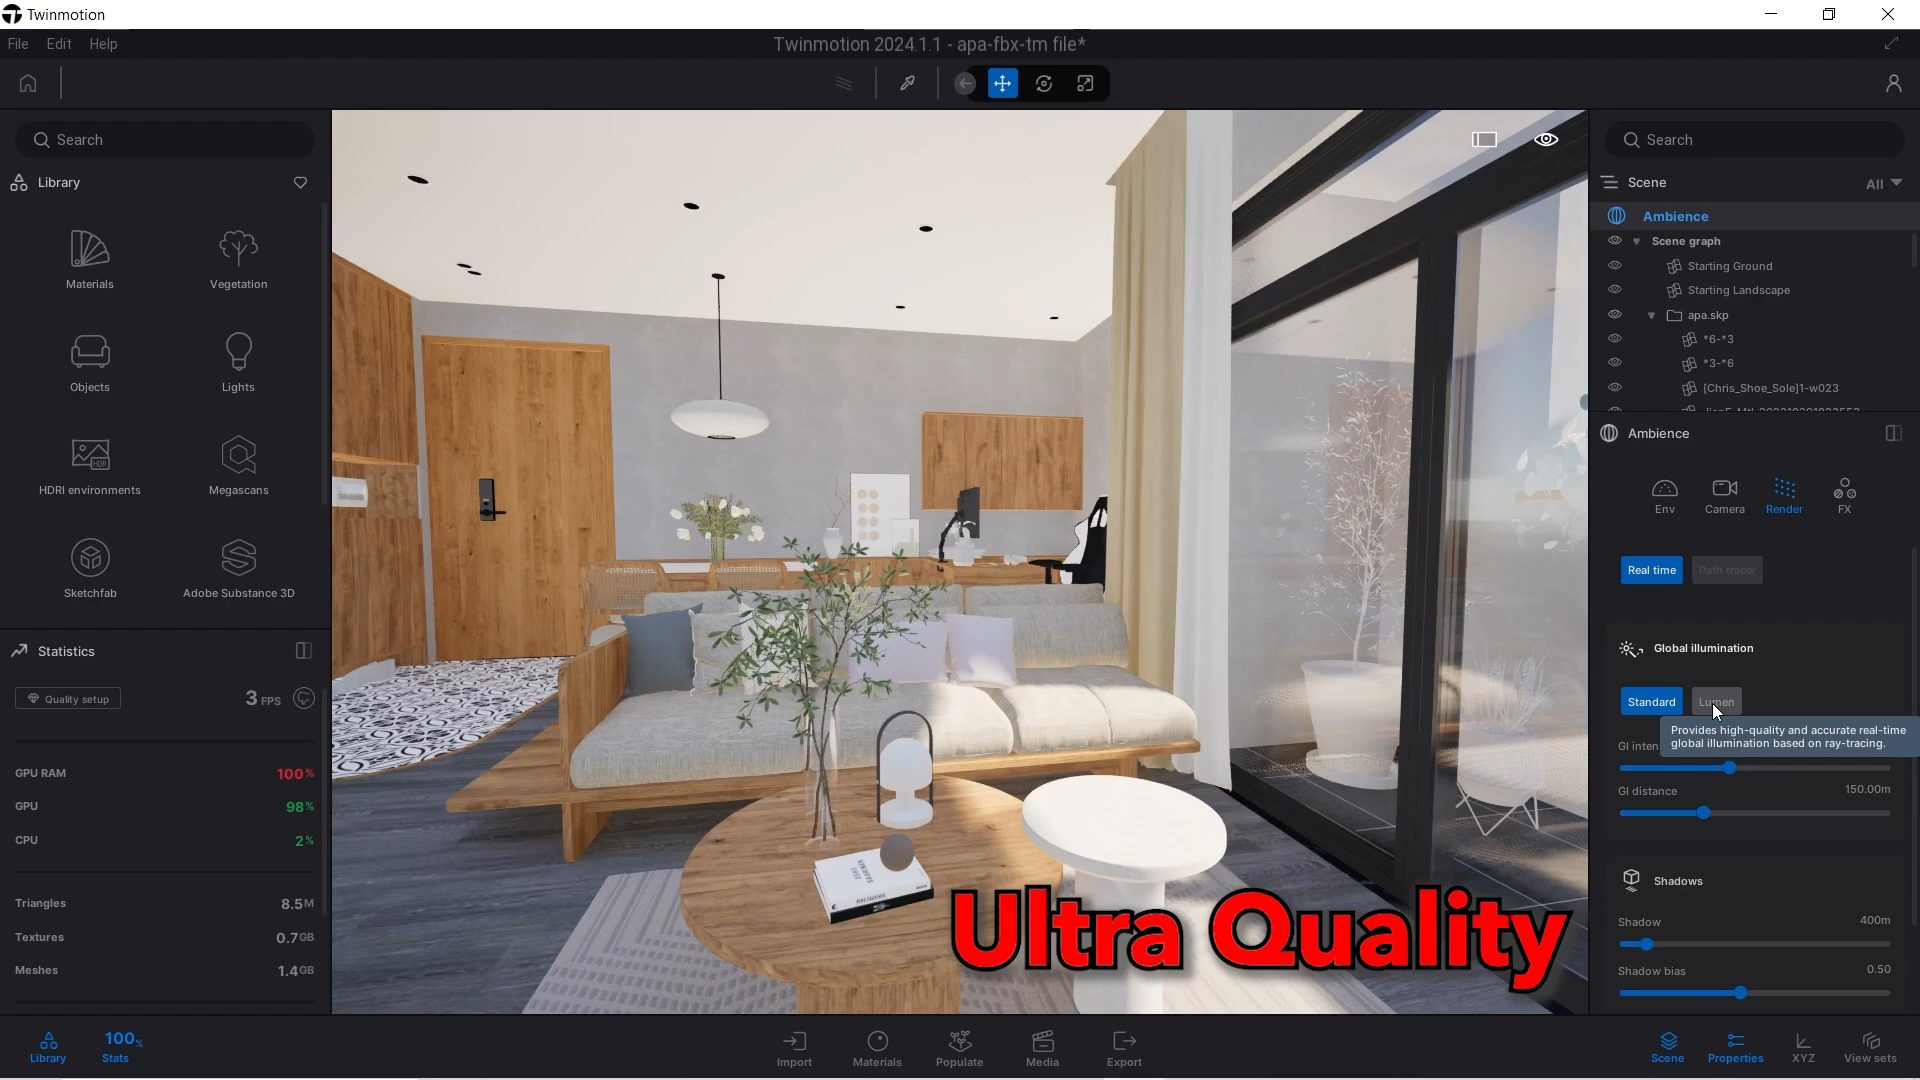 Twinmotion
File Edit Help
Twinmotion 2024.1.1 - apa-fbx-tm file*
Search
Library
Materials
Vegetation
Objects
Lights
HDRI environments
Megascans
Sketchfab
Adobe Substance 3D
Statistics
Quality setup
3 FPS
GPU RAM 100%
GPU 98%
CPU 2%
Triangles 8.5M
Textures 0.7GB
Meshes 1.4GB
Ultra Quality
Search
Scene
All
Ambience
Scene graph
Starting Ground
Starting Landscape
apa.skp
*6-*3
*3-*6
[Chris_Shoe_Sole]1-w023
Ambience
Env
Camera
Render
FX
Real time
Path tracer
Global illumination
Standard
Lumen
Provides high-quality and accurate real-time
global illumination based on ray-tracing.
GI inten
GI distance 150.00m
Shadows
Shadow 400m
Shadow bias 0.50
Library
100%
Stats
Import
Materials
Populate
Media
Export
Scene
Properties
XYZ
View sets